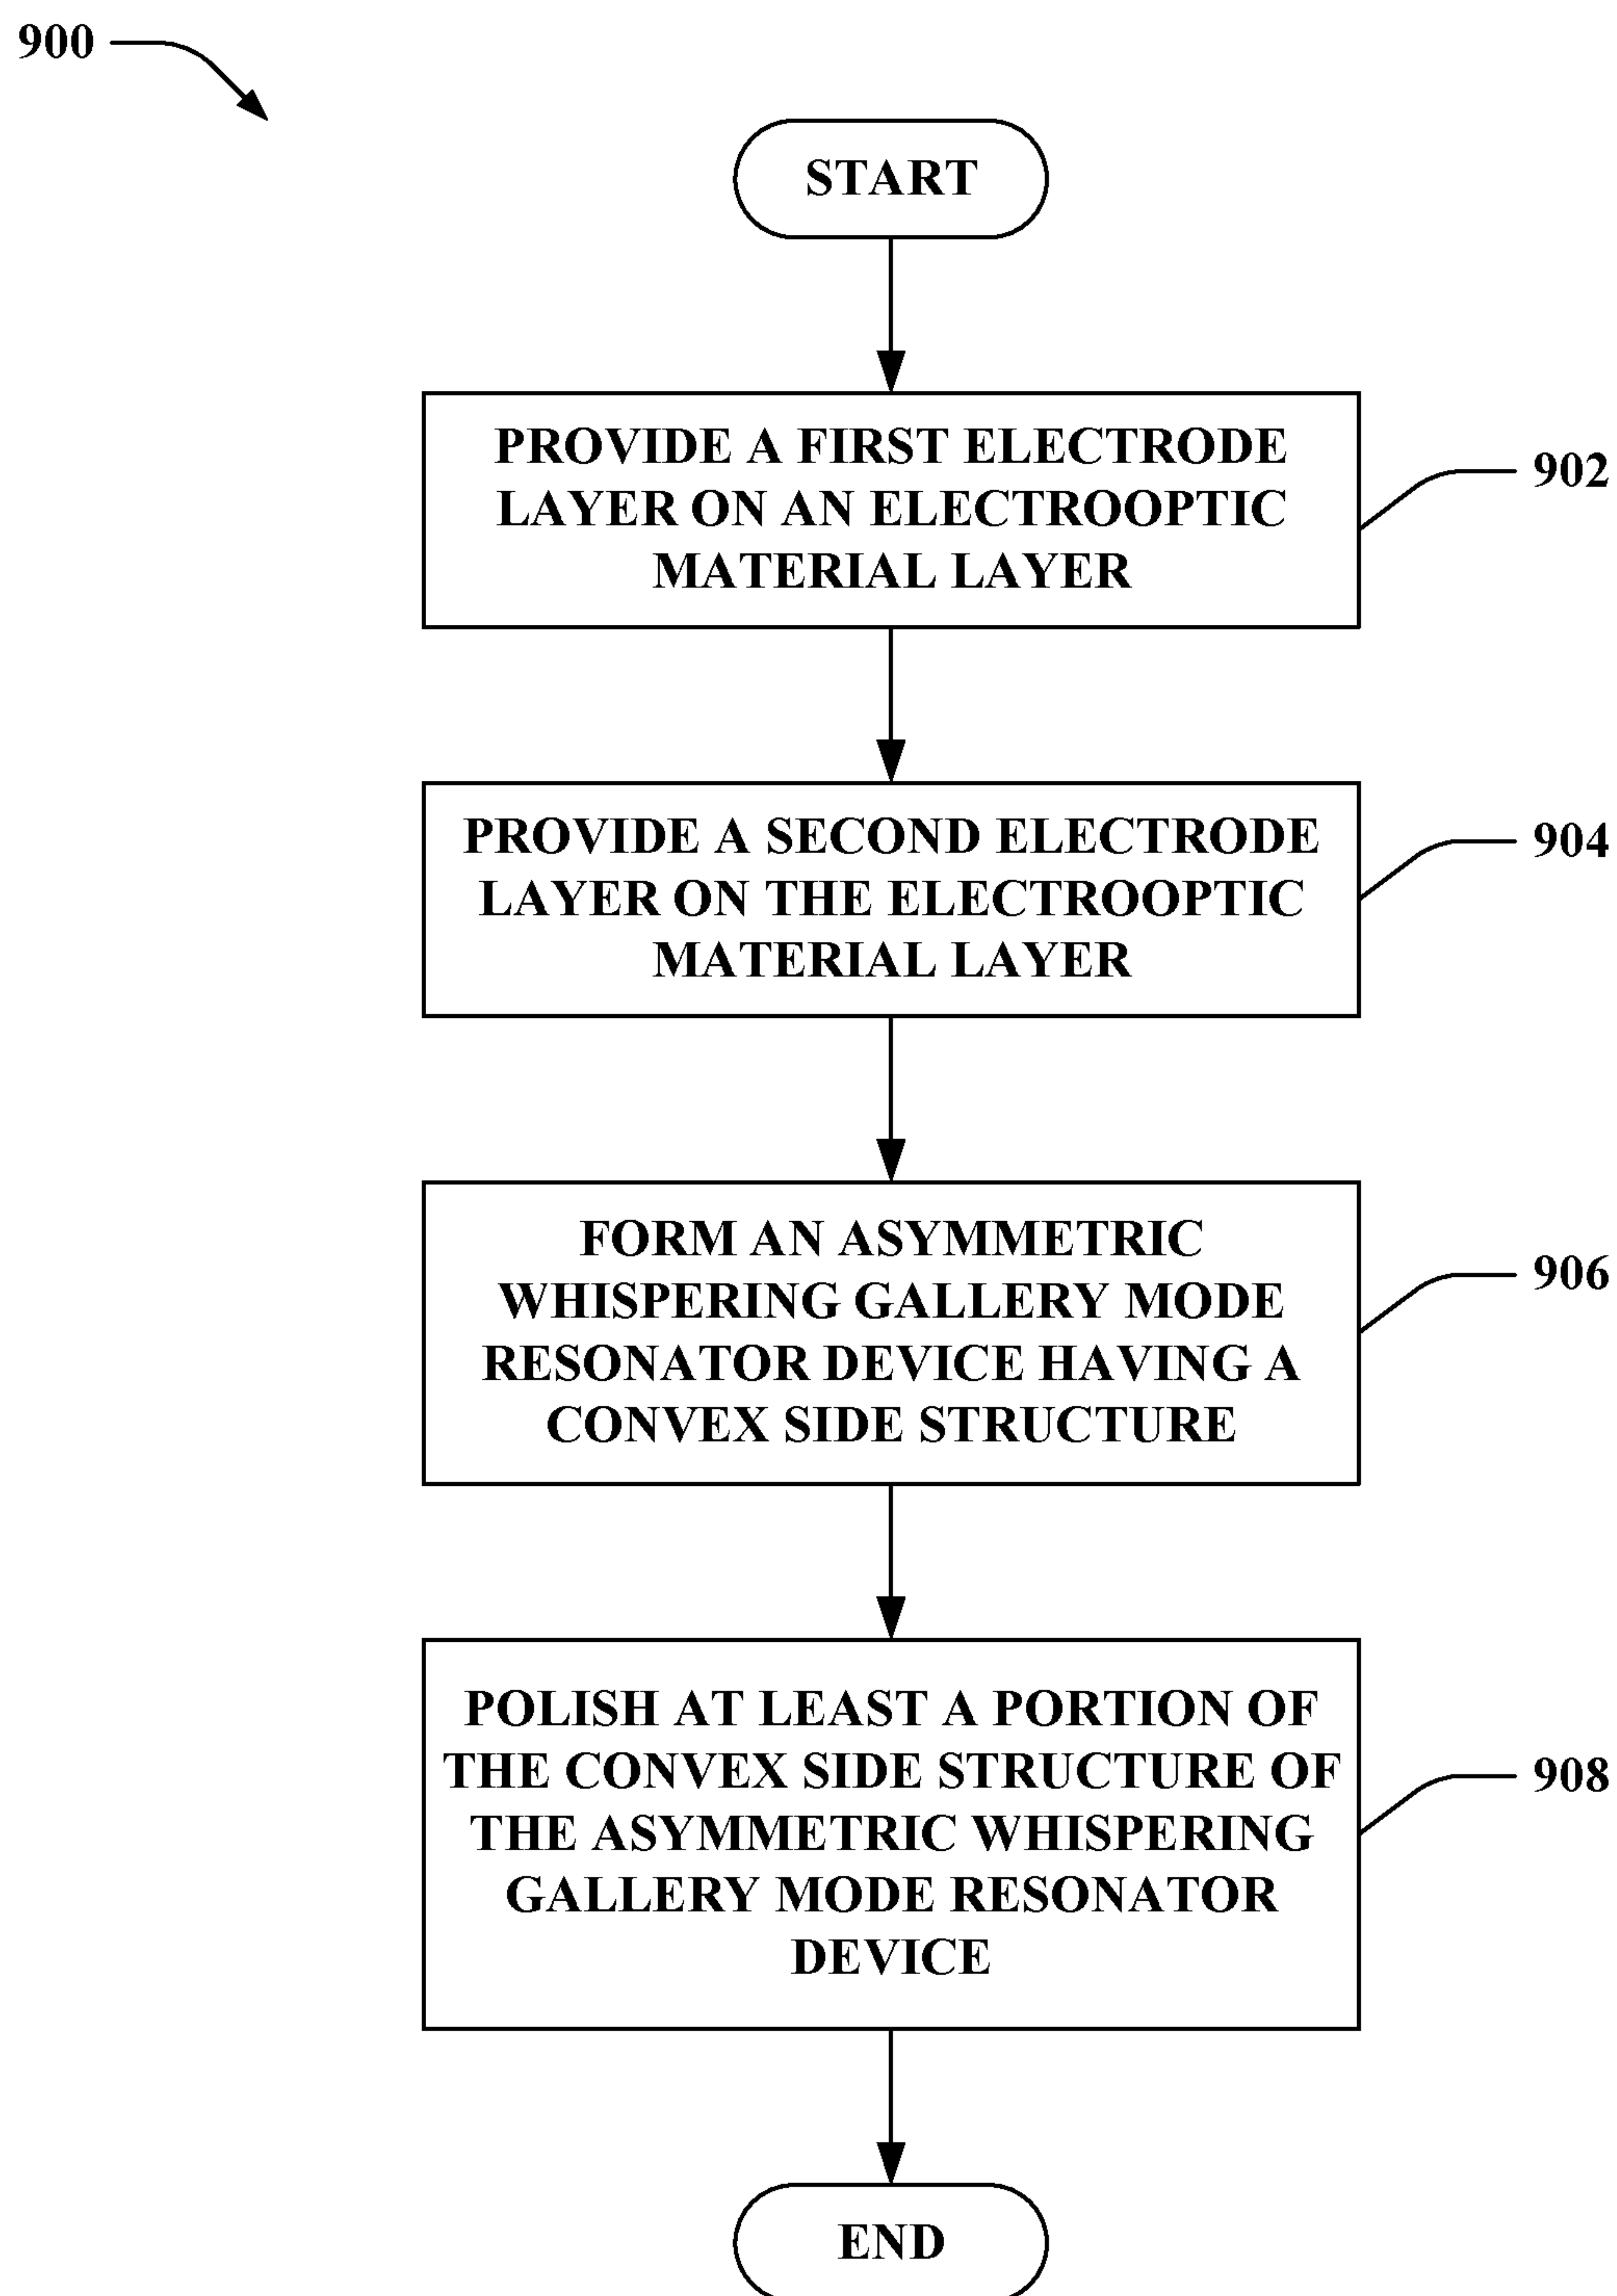 900
START
PROVIDE A FIRST ELECTRODE
LAYER ON AN ELECTROOPTIC
MATERIAL LAYER
902
PROVIDE A SECOND ELECTRODE
LAYER ON THE ELECTROOPTIC
MATERIAL LAYER
904
FORM AN ASYMMETRIC
WHISPERING GALLERY MODE
RESONATOR DEVICE HAVING A
CONVEX SIDE STRUCTURE
906
POLISH AT LEAST A PORTION OF
THE CONVEX SIDE STRUCTURE OF
THE ASYMMETRIC WHISPERING
GALLERY MODE RESONATOR
DEVICE
908
END